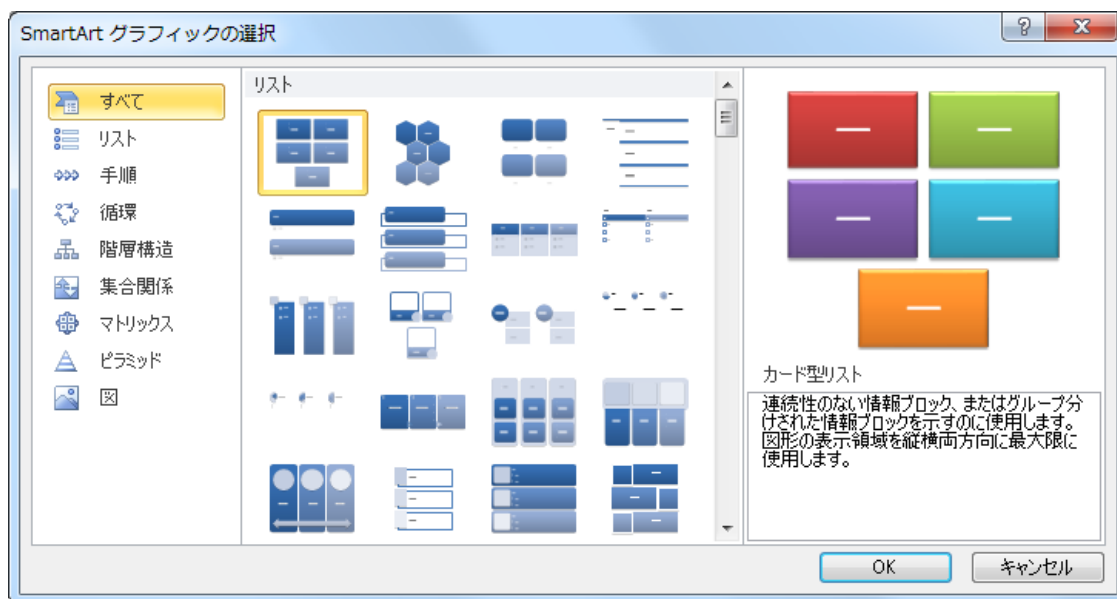 SmartArt グラフィックの選択
すべて
リスト
手順
循環
階層構造
集合関係
マトリックス
ピラミッド
図
リスト
カード型リスト
連続性のない情報ブロック、またはグループ分
けされた情報ブロックを示すのに使用します。
図形の表示領域を縦横両方向に最大限に
使用します。
OK
キャンセル